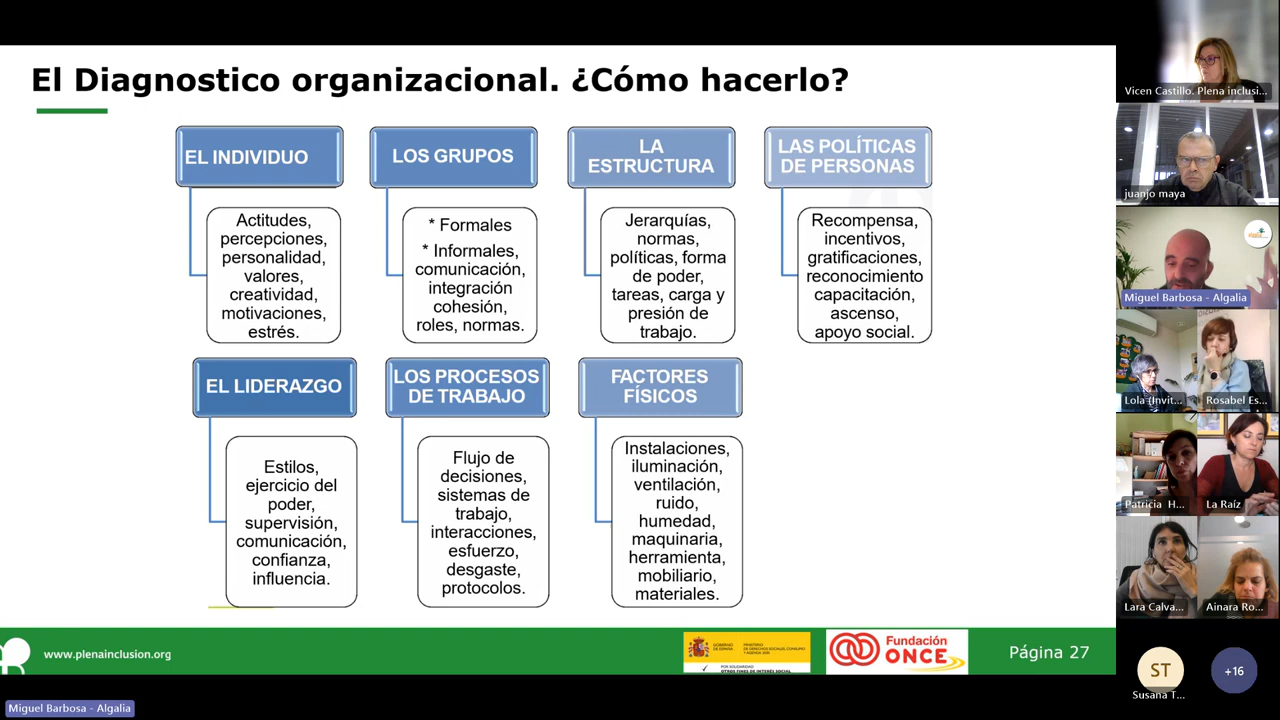 El Diagnostico organizacional. ¿Cómo hacerlo?
EL INDIVIDUO
Actitudes,
percepciones,
personalidad,
valores,
creatividad,
motivaciones,
estrés.
LOS GRUPOS
* Formales
* Informales,
comunicación,
integración
cohesión,
roles, normas.
LA
ESTRUCTURA
Jerarquías,
normas,
políticas, forma
de poder,
tareas, carga y
presión de
trabajo.
LAS POLÍTICAS
DE PERSONAS
Recompensa,
incentivos,
gratificaciones,
reconocimiento
capacitación,
ascenso,
apoyo social.
EL LIDERAZGO
Estilos,
ejercicio del
poder,
supervisión,
comunicación,
confianza,
influencia.
LOS PROCESOS
DE TRABAJO
Flujo de
decisiones,
sistemas de
trabajo,
interacciones,
esfuerzo,
desgaste,
protocolos.
FACTORES
FÍSICOS
Instalaciones,
iluminación,
ventilación,
ruido,
humedad,
maquinaria,
herramienta,
mobiliario,
materiales.
www.plenainclusion.org
GOBIERNO
DE ESPAÑA
MINISTERIO
DE DERECHOS SOCIALES, CONSUMO
Y AGENDA 2030
POR SOLIDARIDAD
OTROS FINES DE INTERÉS SOCIAL
Fundación
ONCE
Página 27
Miguel Barbosa - Algalia
Vicen Castillo. Plena inclusi...
juanjo maya
Miguel Barbosa - Algalia
Lola (Invit...
Rosabel Es...
Patricia H...
La Raíz
Lara Calva...
Ainara Ro...
ST
Susana T...
+16